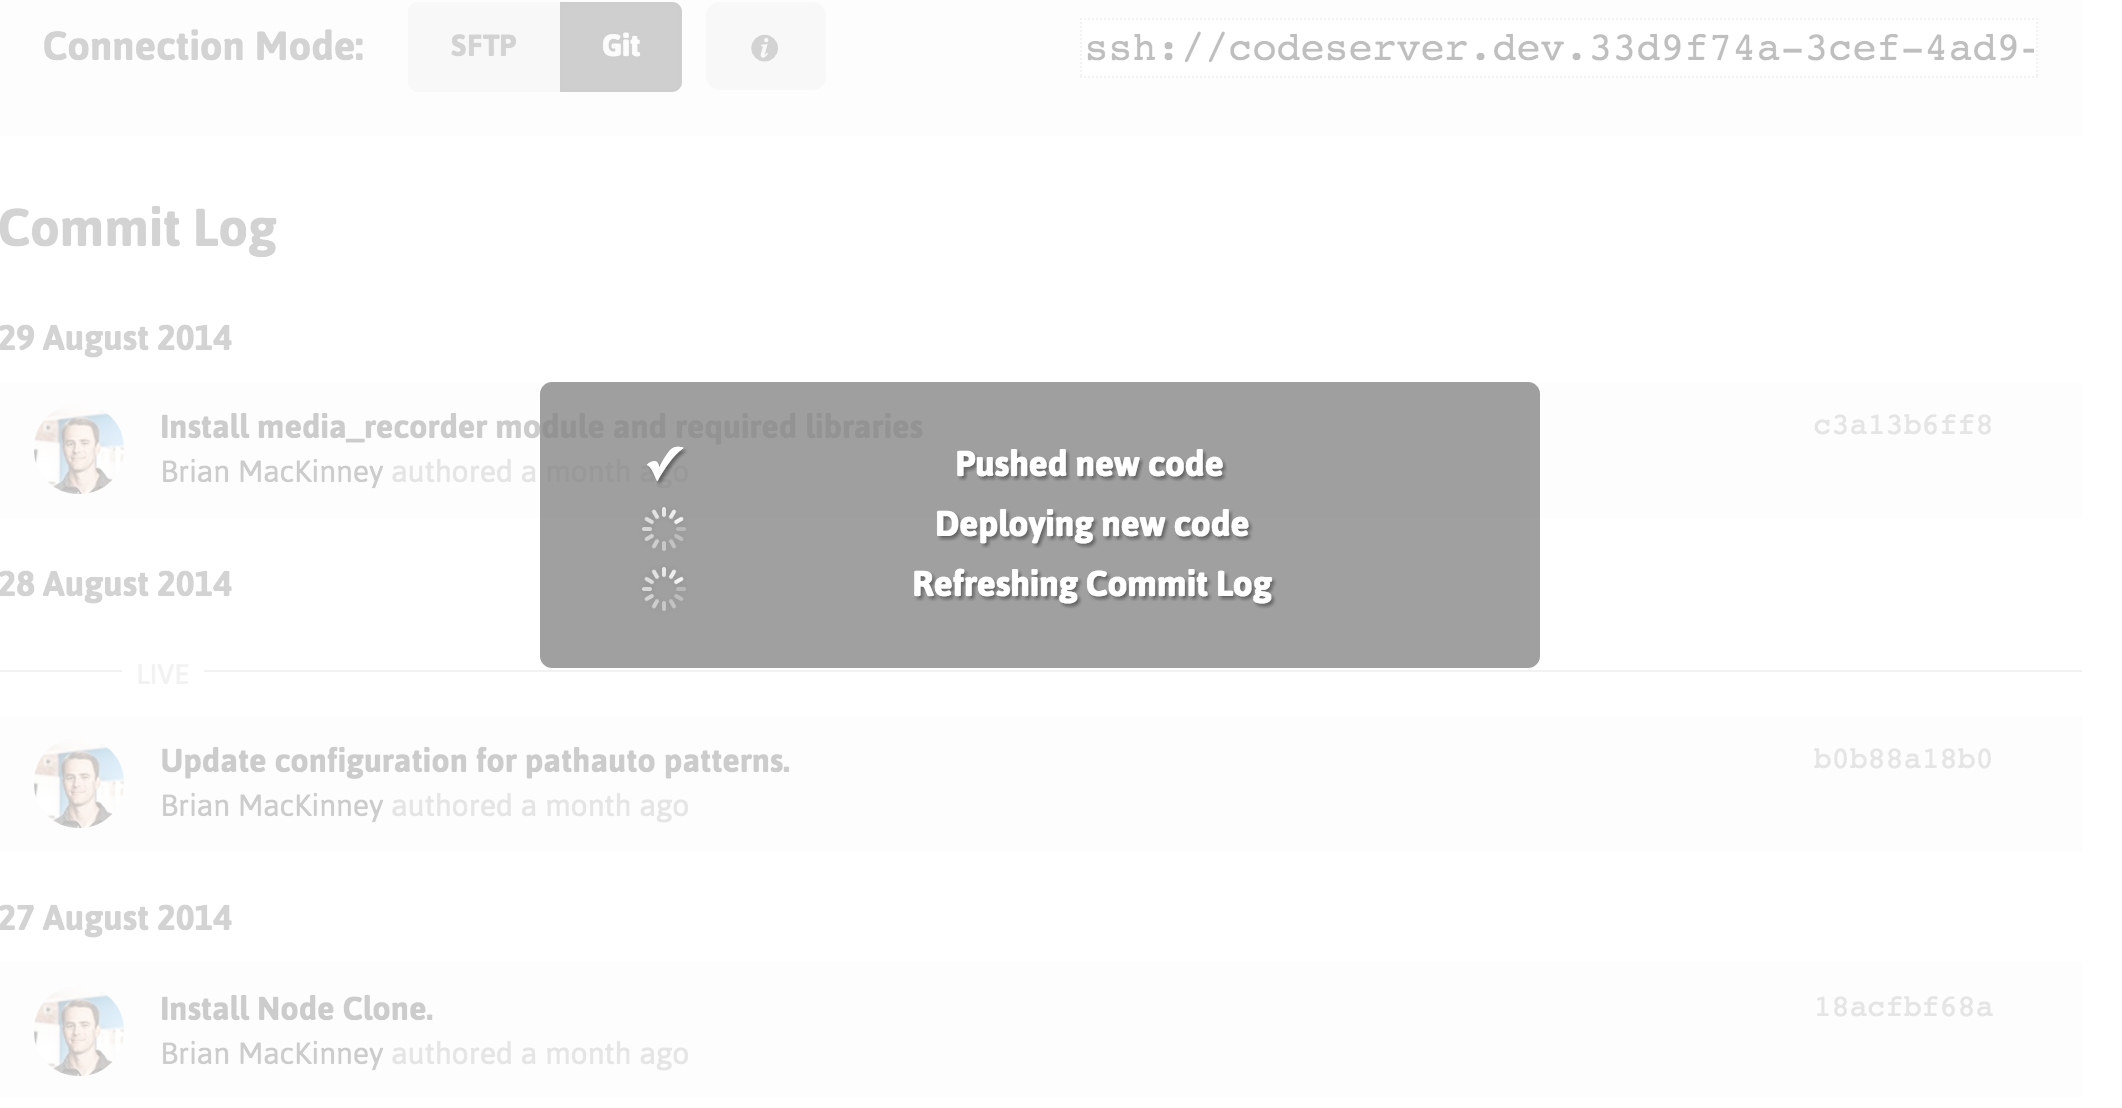 Connection Mode: SFTP Git ssh://codeserver.dev.33d9f74a-3cef-4ad9-
Commit Log
29 August 2014
Install media_recorder module and required libraries c3a13b6ff8
Brian MacKinney authored a month ago
Pushed new code
Deploying new code
Refreshing Commit Log
28 August 2014
LIVE
Update configuration for pathauto patterns. b0b88a18b0
Brian MacKinney authored a month ago
27 August 2014
Install Node Clone. 18acfbf68a
Brian MacKinney authored a month ago